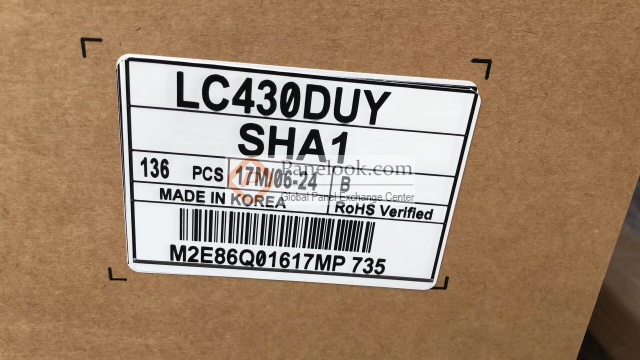 LC430DUY
SHA1
136 PCS 17M/06-24 B
Panelook.com
Global Panel Exchange Center
MADE IN KOREA RoHS Verified
M2E86Q01617MP 735